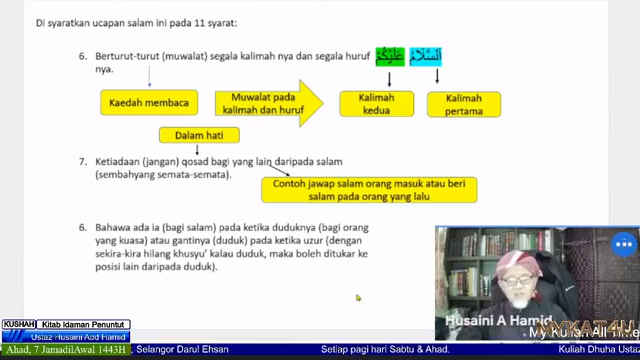 Di syaratkan ucapan salam ini pada 11 syarat:
6. Berturut-turut (muwalat) segala kalimah nya dan segala huruf nya.
اَلسَّلَامُ عَلَيْكُمْ
Kaedah membaca
Muwalat pada
kalimah dan huruf
Kalimah
kedua
Kalimah
pertama
Dalam hati
7. Ketiadaan (jangan) qosad bagi yang lain daripada salam
(sembahyang semata-semata).
Contoh jawap salam orang masuk atau beri
salam pada orang yang lalu
6. Bahawa ada ia (bagi salam) pada ketika duduknya (bagi orang
yang kuasa) atau gantinya (duduk) pada ketika uzur (dengan
sekira-kira hilang khusyu' kalau duduk, maka boleh ditukar ke
posisi lain daripada duduk).
Husaini A Hamid
KUSHAH Kitab Idaman Penuntut
Ustaz Husaini Abd Hamid
Ahad, 7 JamadilAwal 1443H
, Selangor Darul Ehsan
Setiap pagi hari Sabtu & Ahad.
Kuliah Dhuha Ustaz